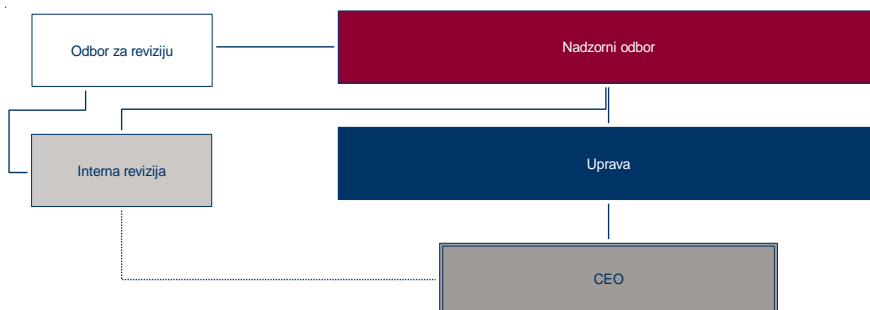 Odbor za reviziju
Nadzorni odbor
Interna revizija
Uprava
CEO